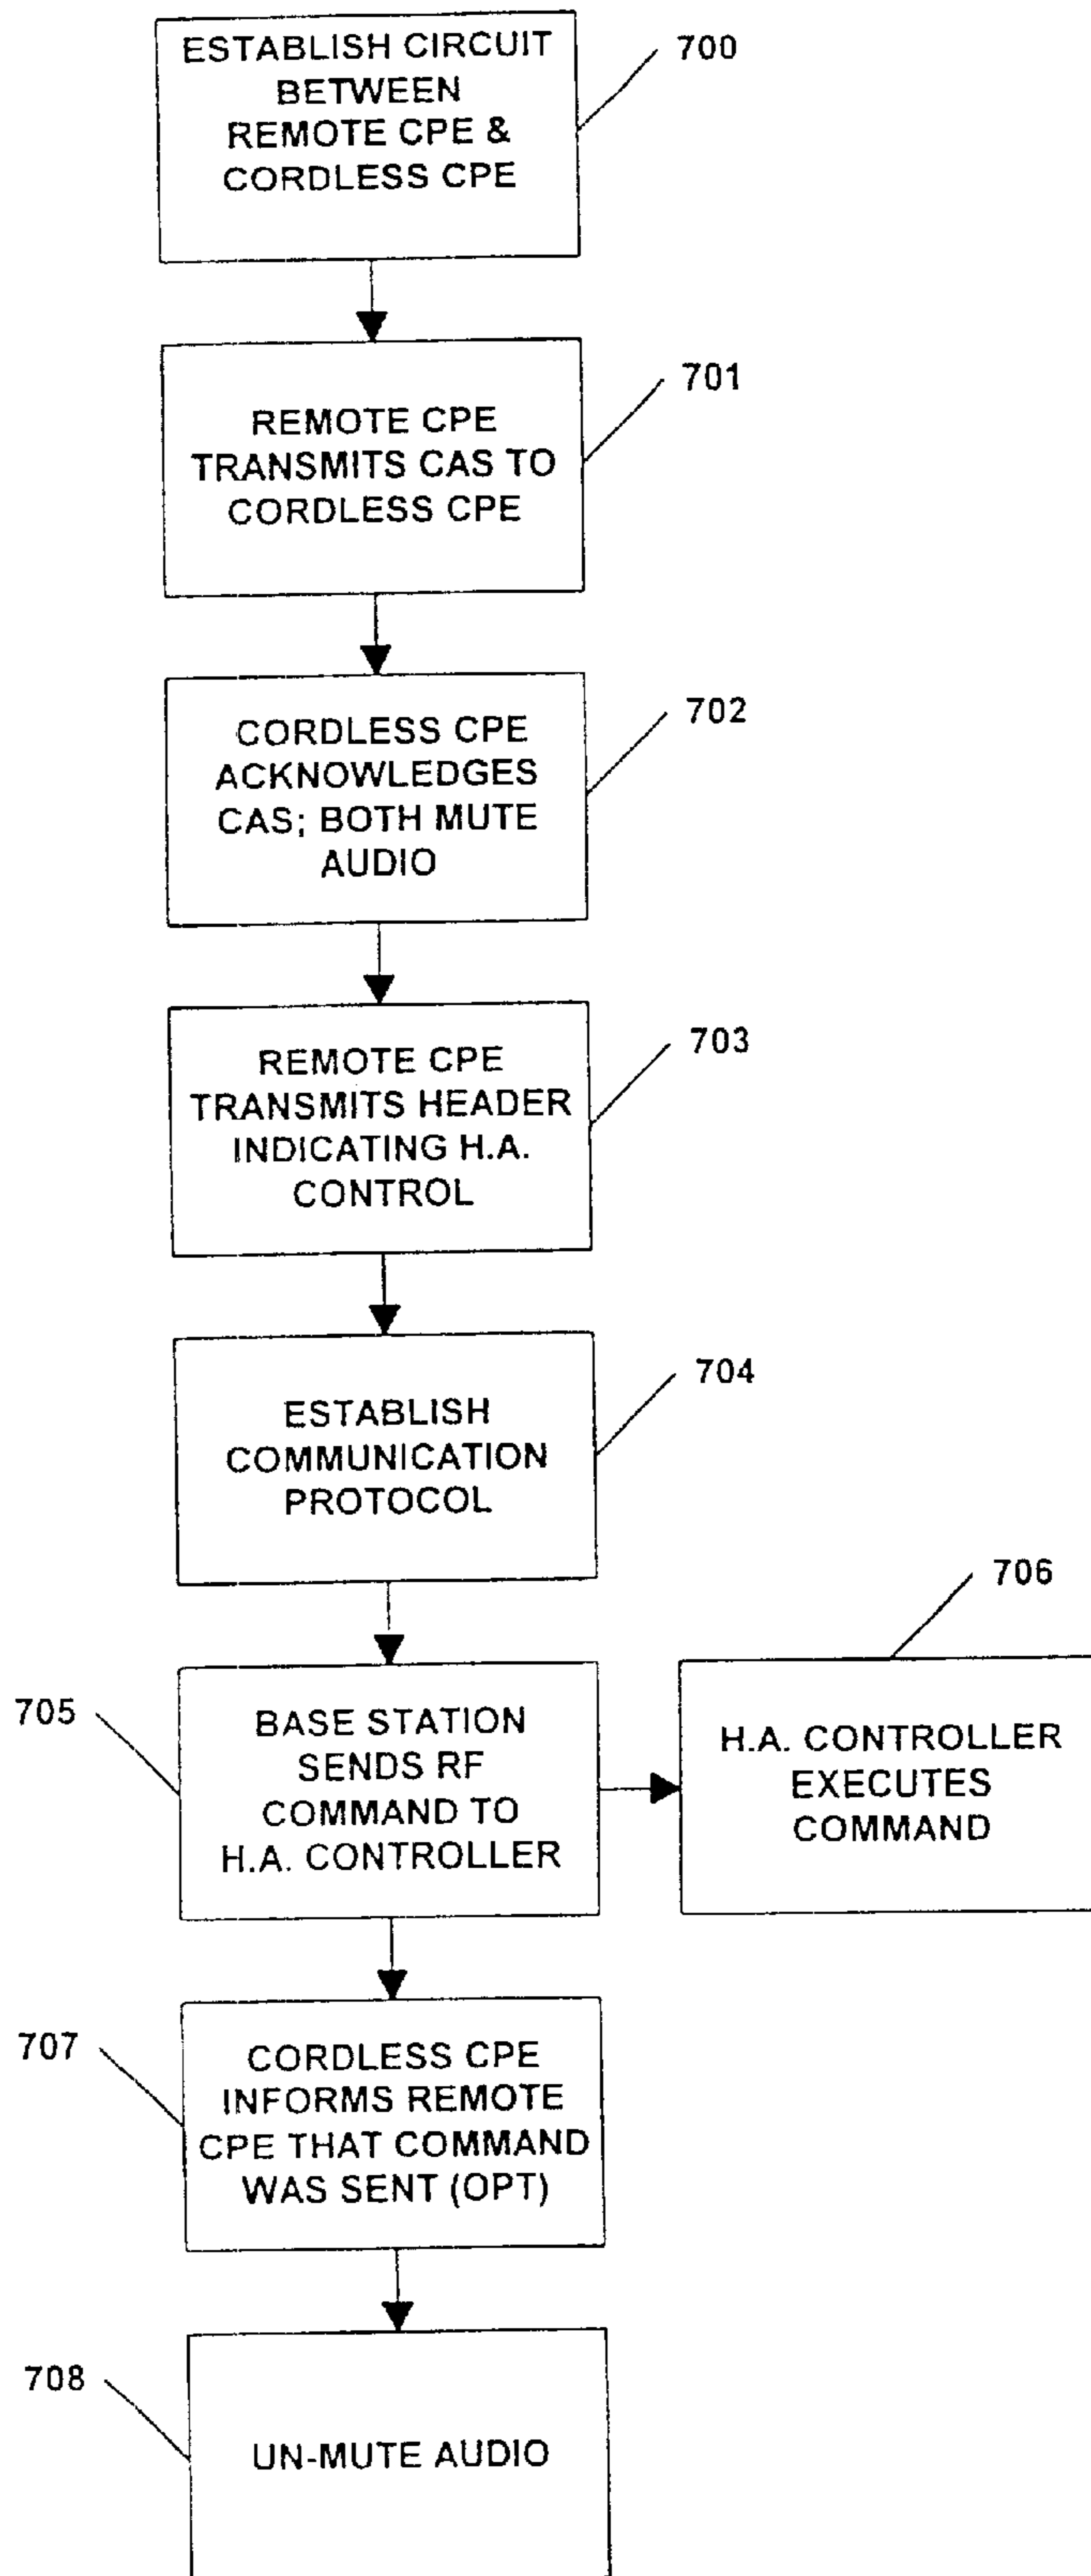 ESTABLISH CIRCUIT
BETWEEN
REMOTE CPE &
CORDLESS CPE
700
REMOTE CPE
TRANSMITS CAS TO
CORDLESS CPE
701
CORDLESS CPE
ACKNOWLEDGES
CAS; BOTH MUTE
AUDIO
702
REMOTE CPE
TRANSMITS HEADER
INDICATING H.A.
CONTROL
703
ESTABLISH
COMMUNICATION
PROTOCOL
704
705
BASE STATION
SENDS RF
COMMAND TO
H.A. CONTROLLER
706
H.A. CONTROLLER
EXECUTES
COMMAND
707
CORDLESS CPE
INFORMS REMOTE
CPE THAT COMMAND
WAS SENT (OPT)
708
UN-MUTE AUDIO